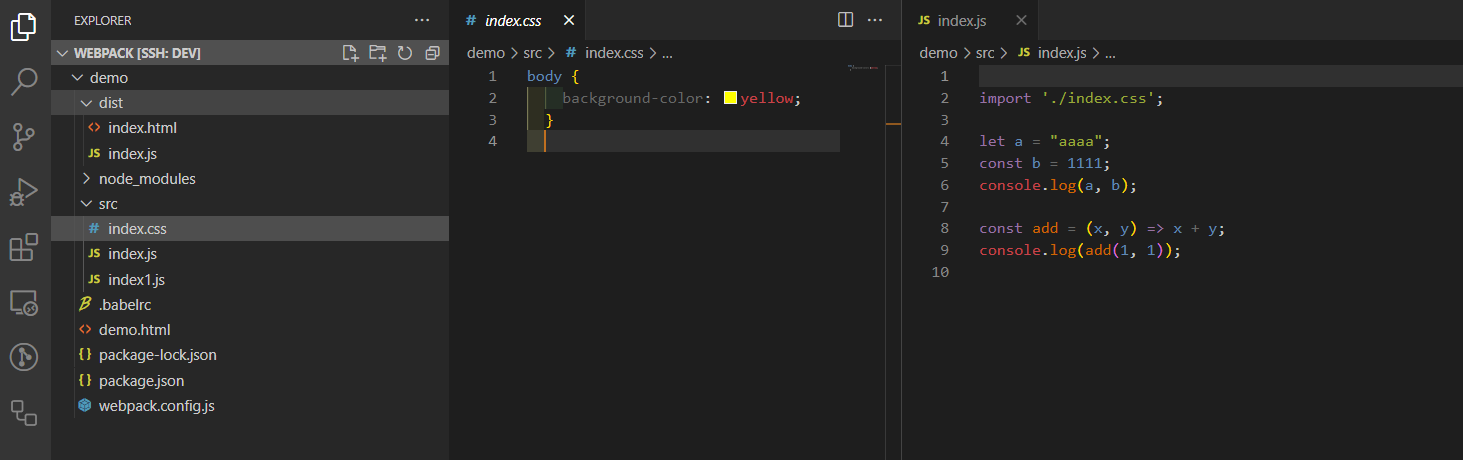 EXPLORER
WEBPACK [SSH: DEV]
demo
dist
index.html
JS index.js
node_modules
src
# index.css
JS index.js
JS index1.js
.babelrc
demo.html
package-lock.json
package.json
webpack.config.js
# index.css
demo > src > # index.css > ...
1 body {
2 background-color: yellow;
3 }
4
JS index.js
demo > src > JS index.js > ...
1
2 import './index.css';
3
4 let a = "aaaa";
5 const b = 1111;
6 console.log(a, b);
7
8 const add = (x, y) => x + y;
9 console.log(add(1, 1));
10